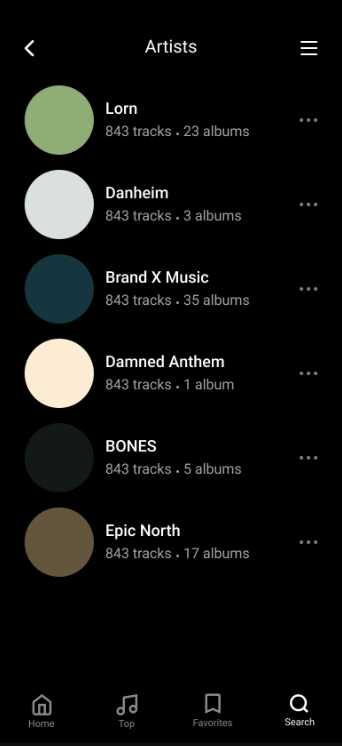 Artists
Lorn
843 tracks • 23 albums
Danheim
843 tracks • 3 albums
Brand X Music
843 tracks • 35 albums
Damned Anthem
843 tracks • 1 album
BONES
843 tracks • 5 albums
Epic North
843 tracks • 17 albums
Home Top Favorites Search